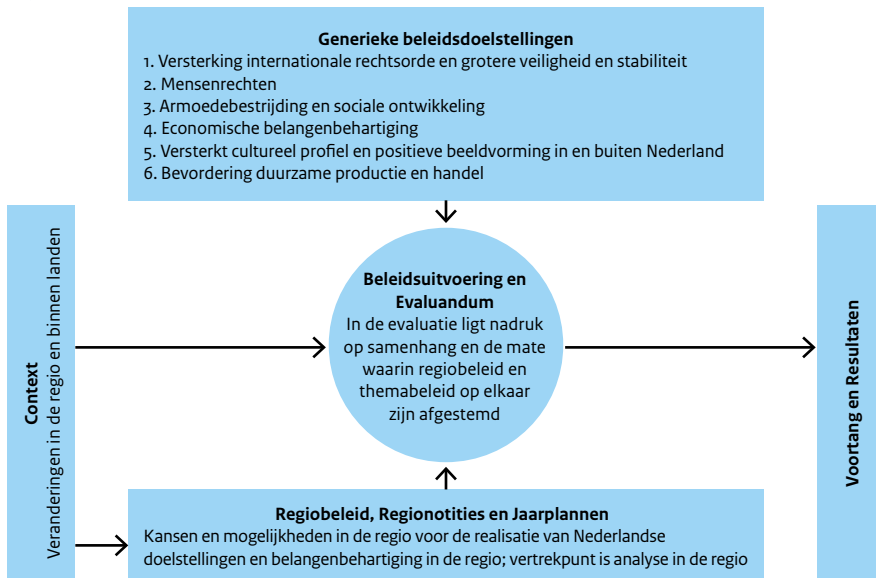 Generieke beleidsdoelstellingen
1. Versterking internationale rechtsorde en grotere veiligheid en stabiliteit
2. Mensenrechten
3. Armoedebestrijding en sociale ontwikkeling
4. Economische belangenbehartiging
5. Versterkt cultureel profiel en positieve beeldvorming in en buiten Nederland
6. Bevordering duurzame productie en handel
Context
Veranderingen in de regio en binnen landen
Beleidsuitvoering en
Evaluandum
In de evaluatie ligt nadruk
op samenhang en de mate
waarin regiobeleid en
themabeleid op elkaar
zijn afgestemd
Voortang en Resultaten
Regiobeleid, Regionotities en Jaarplannen
Kansen en mogelijkheden in de regio voor de realisatie van Nederlandse
doelstellingen en belangenbehartiging in de regio; vertrekpunt is analyse in de regio